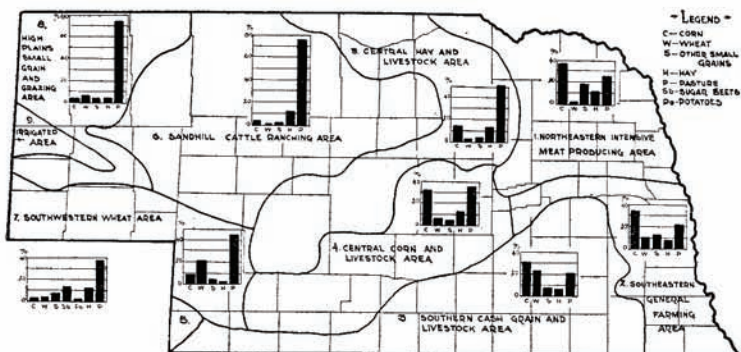 - LEGEND -
C — CORN
W — WHEAT
S — OTHER SMALL
GRAINS
H — HAY
P — PASTURE
Sb — SUGAR BEETS
Po — POTATOES
8.
HIGH
PLAINS
SMALL
GRAIN
AND
GRAZING
AREA
%
C W S H P
%
C W S H P
5. CENTRAL HAY AND
LIVESTOCK AREA
%
C W S H P
%
C W S H P
1. NORTHEASTERN INTENSIVE
MEAT PRODUCING AREA
9.
IRRIGATED
AREA
6. SANDHILL CATTLE RANCHING AREA
7. SOUTHWESTERN WHEAT AREA
%
C W S H P
4. CENTRAL CORN AND
LIVESTOCK AREA
%
C W S H P
%
C W S H P
%
C W S H P
2. SOUTHEASTERN
GENERAL
FARMING
AREA
3 SOUTHERN CASH GRAIN AND
LIVESTOCK AREA
%
C W S Sb Po H P